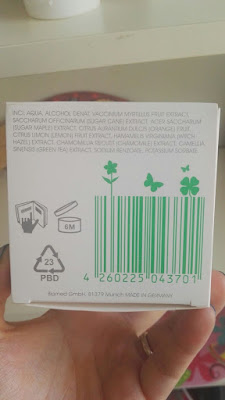 INCI: AQUA, ALCOHOL DENAT, VACCINIUM MYRTILLUS FRUIT EXTRACT,
SACCHARUM OFFICINARUM (SUGAR CANE) EXTRACT, ACER SACCHARUM
(SUGAR MAPLE) EXTRACT, CITRUS AURANTIUM DULCIS (ORANGE) FRUIT,
CITRUS LIMON (LEMON) FRUIT EXTRACT, HAMAMELIS VIRGINIANA (WITCH
HAZEL) EXTRACT, CHAMOMILLA RECUTITA (CHAMOMILE) EXTRACT, CAMELLIA
SINENSIS (GREEN TEA) EXTRACT, SODIUM BENZOATE, POTASSIUM SORBATE
6M
23
PBD
4 260225 043701
Biomed GmbH, 81379 Munich MADE IN GERMANY